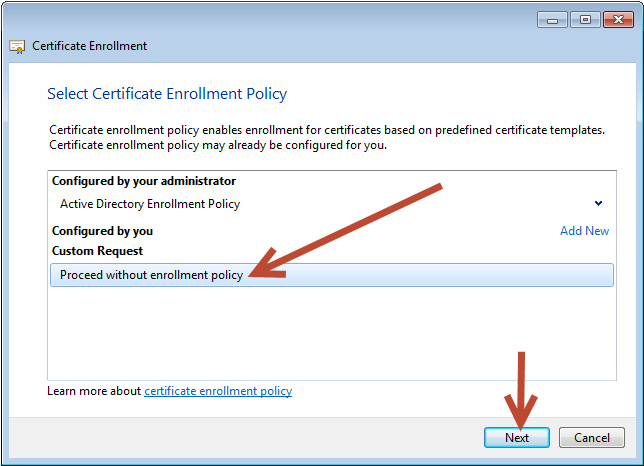 Certificate Enrollment
Select Certificate Enrollment Policy
Certificate enrollment policy enables enrollment for certificates based on predefined certificate templates.
Certificate enrollment policy may already be configured for you.
Configured by your administrator
Active Directory Enrollment Policy
Configured by you Add New
Custom Request
Proceed without enrollment policy
Learn more about certificate enrollment policy
Next Cancel